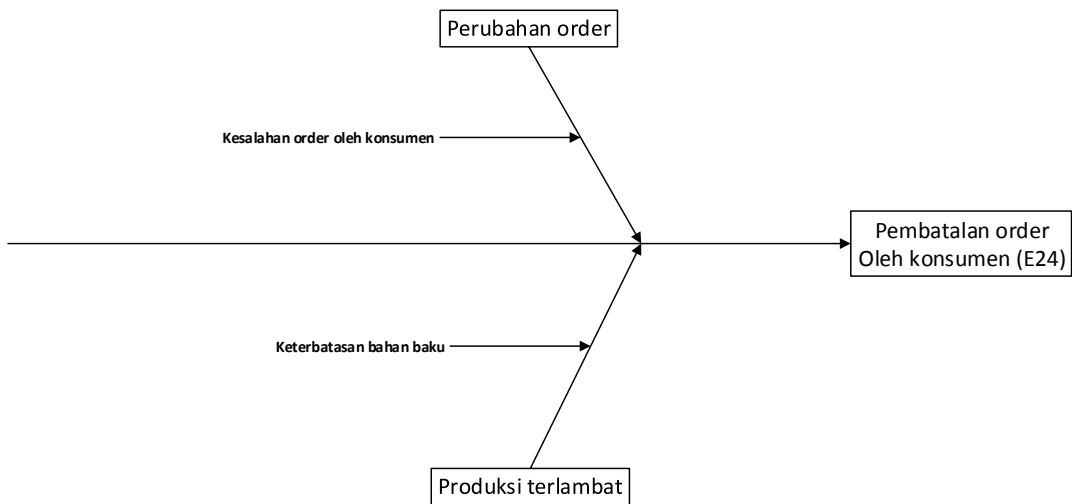 Perubahan order
Kesalahan order oleh konsumen
Pembatalan order
Oleh konsumen (E24)
Keterbatasan bahan baku
Produksi terlambat